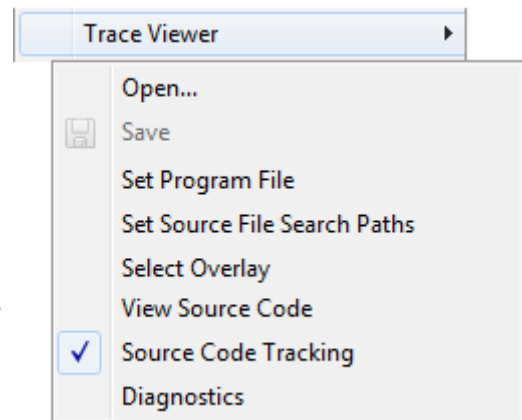 Trace Viewer
Open...
Save
Set Program File
Set Source File Search Paths
Select Overlay
View Source Code
Source Code Tracking
Diagnostics